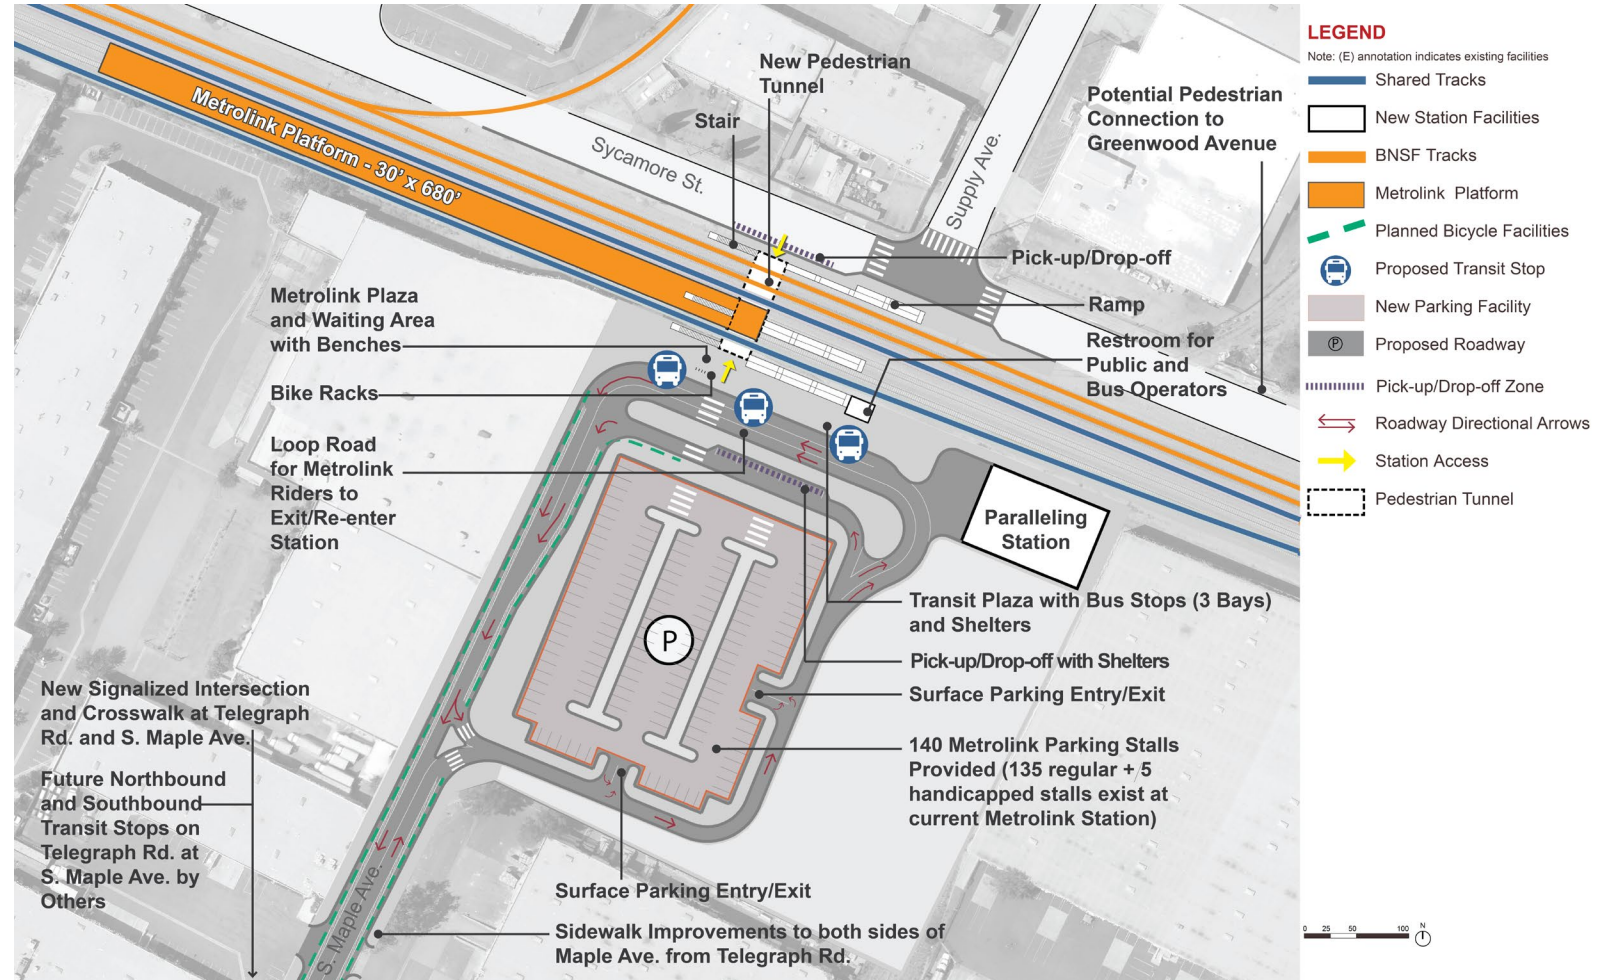 New Pedestrian
Tunnel
Stair
Metrolink Platform - 30' x 680'
Sycamore St.
Supply Ave.
Potential Pedestrian
Connection to
Greenwood Avenue
Pick-up/Drop-off
Ramp
Restroom for
Public and
Bus Operators
Metrolink Plaza
and Waiting Area
with Benches
Bike Racks
Loop Road
for Metrolink
Riders to
Exit/Re-enter
Station
Paralleling
Station
P
Transit Plaza with Bus Stops (3 Bays)
and Shelters
Pick-up/Drop-off with Shelters
Surface Parking Entry/Exit
140 Metrolink Parking Stalls
Provided (135 regular + 5
handicapped stalls exist at
current Metrolink Station)
New Signalized Intersection
and Crosswalk at Telegraph
Rd. and S. Maple Ave.
Future Northbound
and Southbound
Transit Stops on
Telegraph Rd. at
S. Maple Ave. by
Others
Surface Parking Entry/Exit
S. Maple Ave.
Sidewalk Improvements to both sides of
Maple Ave. from Telegraph Rd.
LEGEND
Note: (E) annotation indicates existing facilities
Shared Tracks
New Station Facilities
BNSF Tracks
Metrolink Platform
Planned Bicycle Facilities
Proposed Transit Stop
New Parking Facility
P
Proposed Roadway
Pick-up/Drop-off Zone
Roadway Directional Arrows
Station Access
Pedestrian Tunnel
0 25 50 100
N